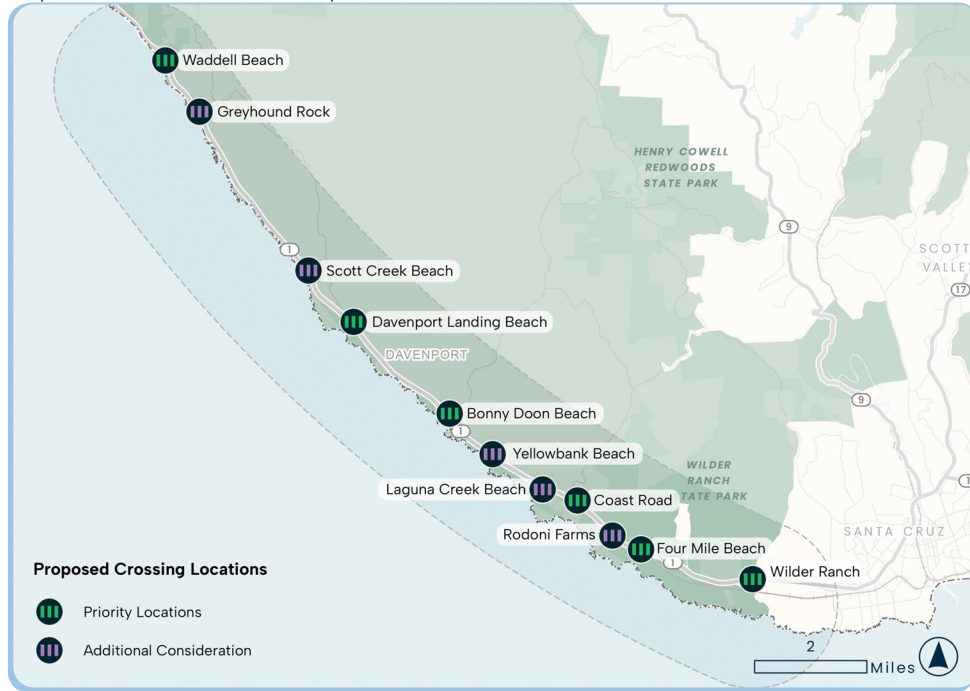 Waddell Beach
Greyhound Rock
HENRY COWELL
REDWOODS
STATE PARK
9
SCOTT
VALLE
1
17
Scott Creek Beach
Davenport Landing Beach
DAVENPORT
9
Bonny Doon Beach
1
Yellowbank Beach
WILDER
RANCH
TATE PARK
Laguna Creek Beach
Coast Road
1
SANTA CRUZ
Rodoni Farms
Four Mile Beach
1
Wilder Ranch
Proposed Crossing Locations
Priority Locations
Additional Consideration
2
Miles